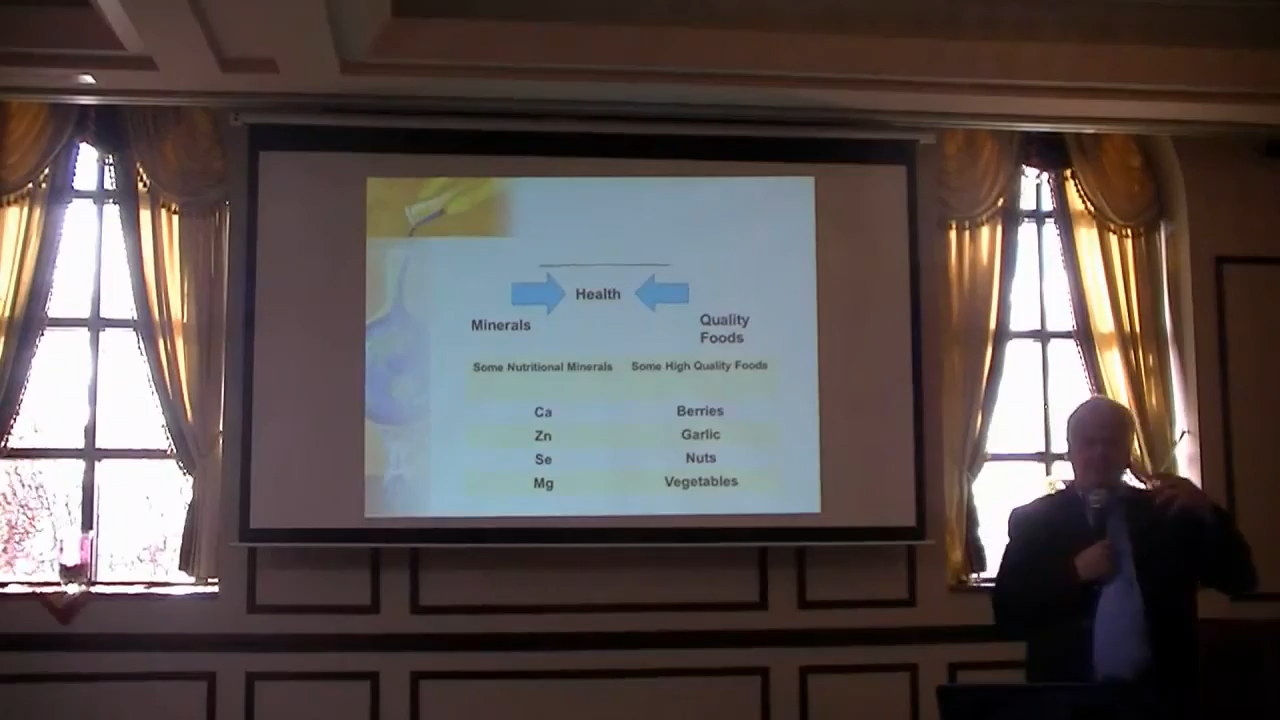 Health
Minerals
Quality
Foods
Some Nutritional Minerals Some High Quality Foods
Ca Berries
Zn Garlic
Se Nuts
Mg Vegetables